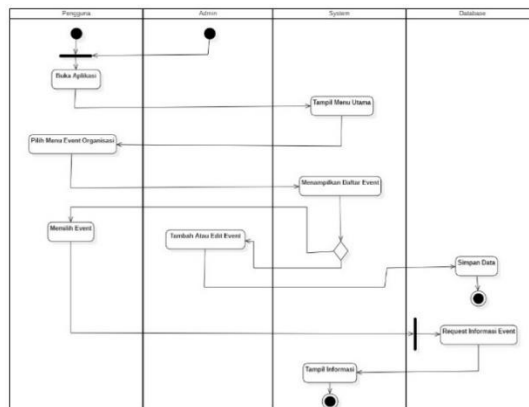 Pengguna
Admin
System
Database
Buka Aplikasi
Tampil Menu Utama
Pilih Menu Event Organisasi
Menampilkan Daftar Event
Memilih Event
Tambah Atau Edit Event
Simpan Data
Request Informasi Event
Tampil Informasi